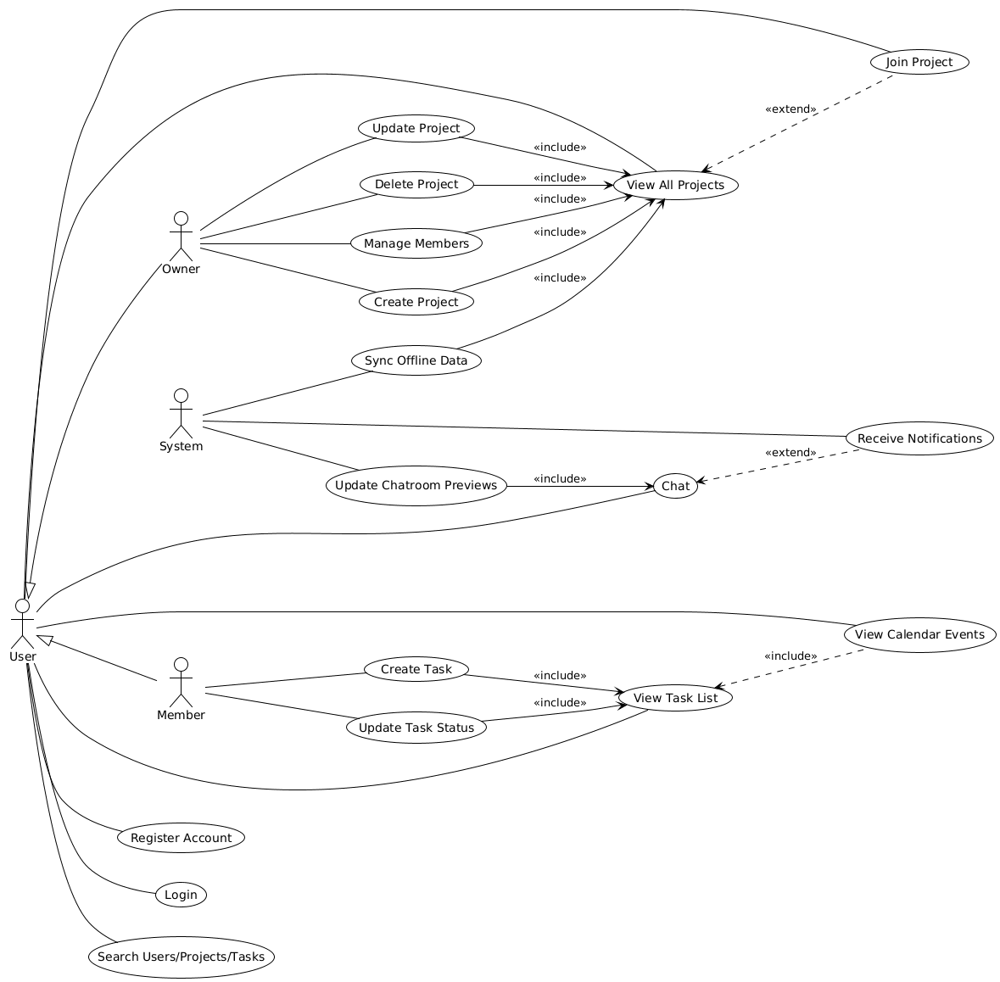 Join Project
«extend»
Update Project
«include»
Delete Project
«include»
View All Projects
«include»
Manage Members
«include»
Owner
Create Project
«include»
Sync Offline Data
System
Receive Notifications
«extend»
Update Chatroom Previews
«include»
Chat
User
View Calendar Events
«include»
Create Task
«include»
Member
View Task List
«include»
Update Task Status
Register Account
Login
Search Users/Projects/Tasks